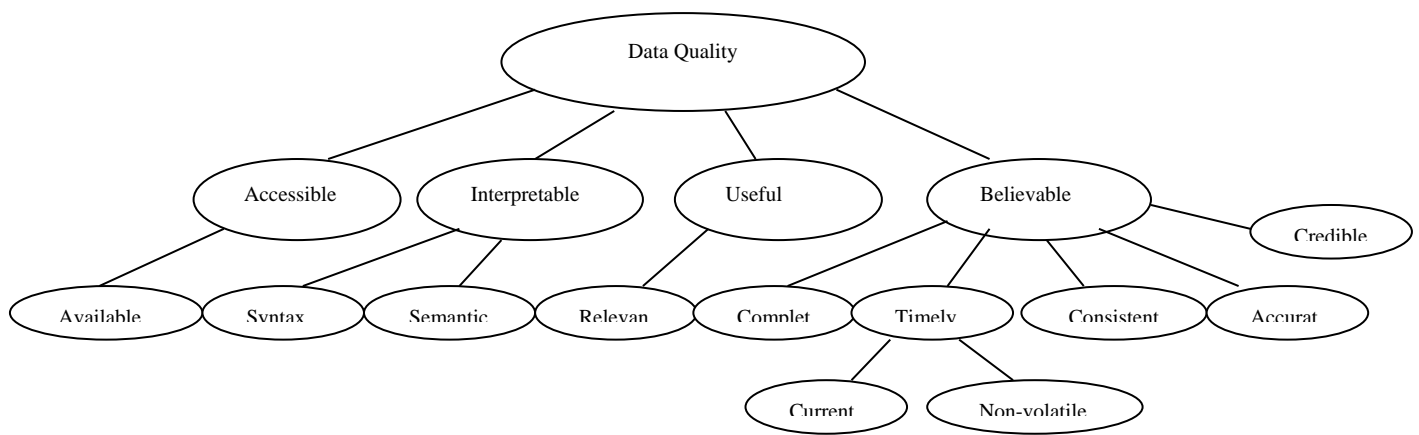 Data Quality
Accessible
Interpretable
Useful
Believable
Credible
Available
Syntax
Semantic
Relevan
Complet
Timely
Consistent
Accurat
Current
Non-volatile